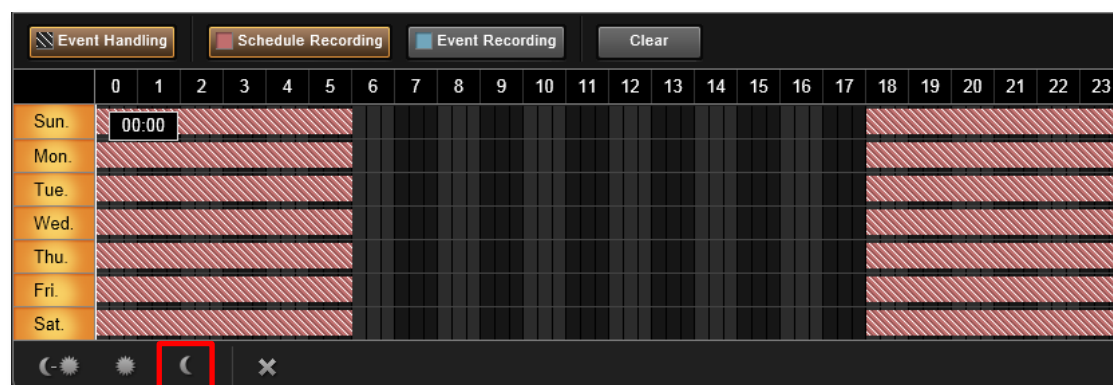 Event Handling Schedule Recording Event Recording Clear
0 1 2 3 4 5 6 7 8 9 10 11 12 13 14 15 16 17 18 19 20 21 22 23
Sun. 00:00
Mon.
Tue.
Wed.
Thu.
Fri.
Sat.